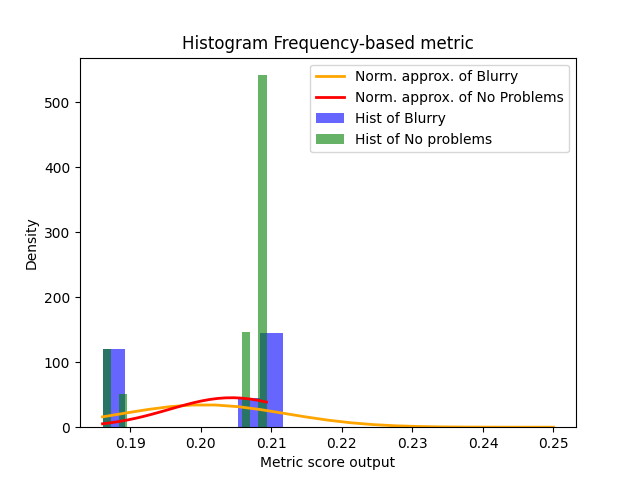 Histogram Frequency-based metric
Norm. approx. of Blurry
Norm. approx. of No Problems
Hist of Blurry
Hist of No problems
Density
500
400
300
200
100
0
0.19 0.20 0.21 0.22 0.23 0.24 0.25
Metric score output